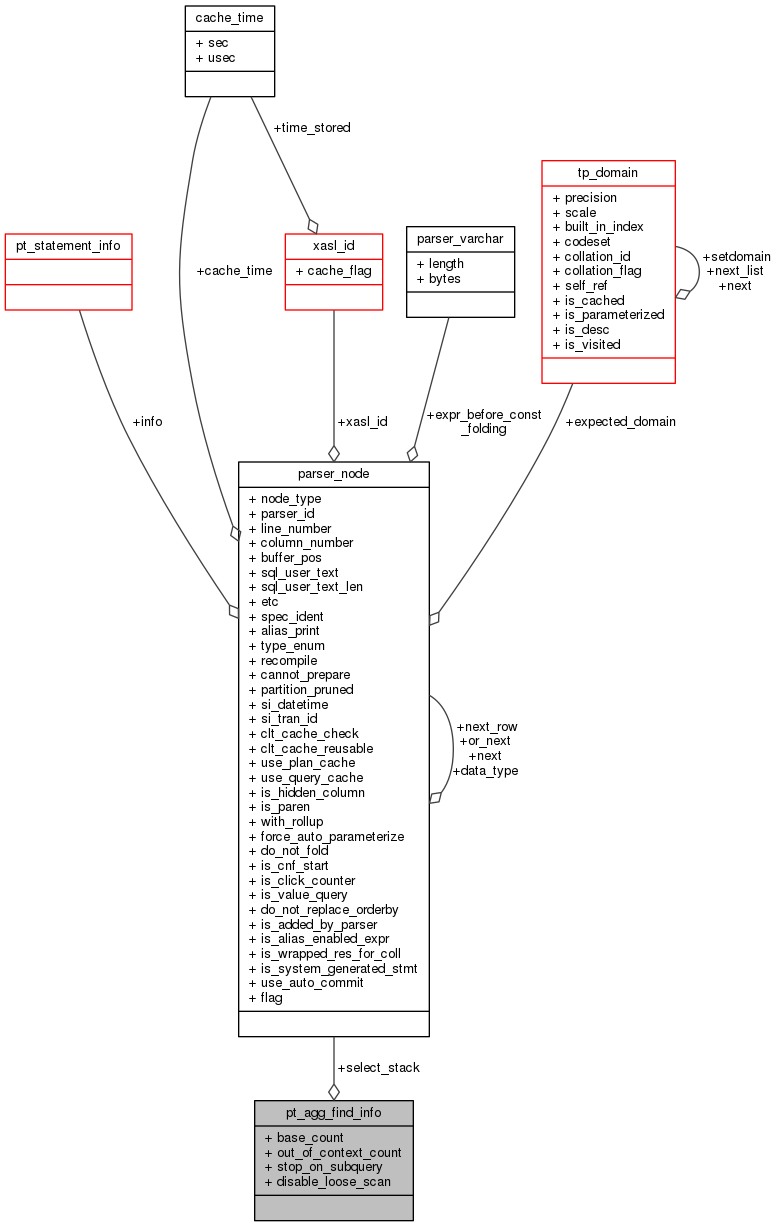 cache_time
+ sec
+ usec
+time_stored
tp_domain
+ precision
+ scale
+ built_in_index
+ codeset
+ collation_id
+ collation_flag
+ self_ref
+ is_cached
+ is_parameterized
+ is_desc
+ is_visited
+setdomain
+next_list
+next
pt_statement_info
xasl_id
+ cache_flag
parser_varchar
+ length
+ bytes
+cache_time
+info
+xasl_id
+expr_before_const
_folding
+expected_domain
parser_node
+ node_type
+ parser_id
+ line_number
+ column_number
+ buffer_pos
+ sql_user_text
+ sql_user_text_len
+ etc
+ spec_ident
+ alias_print
+ type_enum
+ recompile
+ cannot_prepare
+ partition_pruned
+ si_datetime
+ si_tran_id
+ clt_cache_check
+ clt_cache_reusable
+ use_plan_cache
+ use_query_cache
+ is_hidden_column
+ is_paren
+ with_rollup
+ force_auto_parameterize
+ do_not_fold
+ is_cnf_start
+ is_click_counter
+ is_value_query
+ do_not_replace_orderby
+ is_added_by_parser
+ is_alias_enabled_expr
+ is_wrapped_res_for_coll
+ is_system_generated_stmt
+ use_auto_commit
+ flag
+next_row
+or_next
+next
+data_type
+select_stack
pt_agg_find_info
+ base_count
+ out_of_context_count
+ stop_on_subquery
+ disable_loose_scan